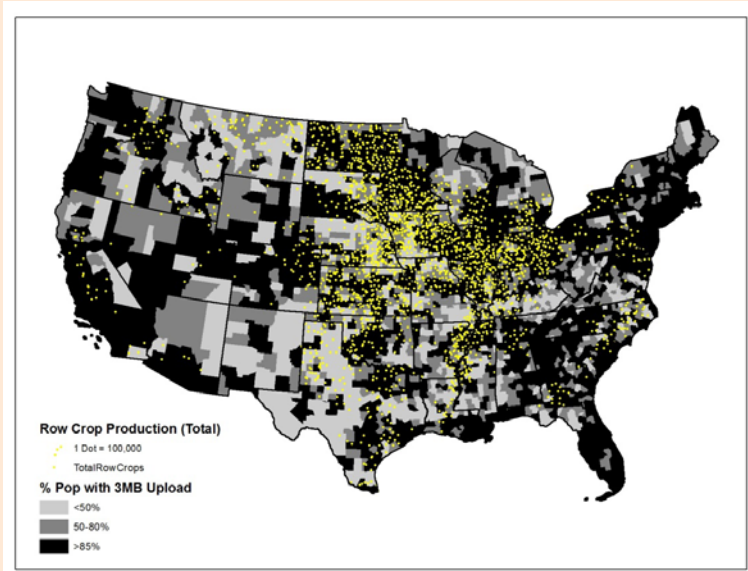 Row Crop Production (Total)
1 Dot = 100,000
TotalRowCrops
% Pop with 3MB Upload
<50%
50-80%
>85%